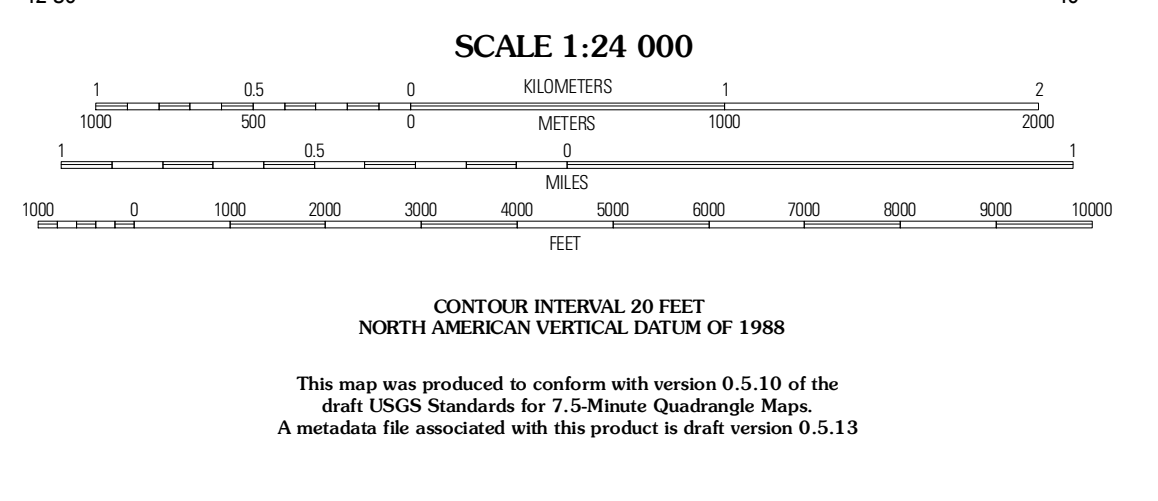 SCALE 1:24 000
1 0.5 0 KILOMETERS 1 2
1000 500 0 METERS 1000 2000
1 0.5 0 1
MILES
1000 0 1000 2000 3000 4000 5000 6000 7000 8000 9000 10000
FEET
CONTOUR INTERVAL 20 FEET
NORTH AMERICAN VERTICAL DATUM OF 1988
This map was produced to conform with version 0.5.10 of the
draft USGS Standards for 7.5-Minute Quadrangle Maps.
A metadata file associated with this product is draft version 0.5.13